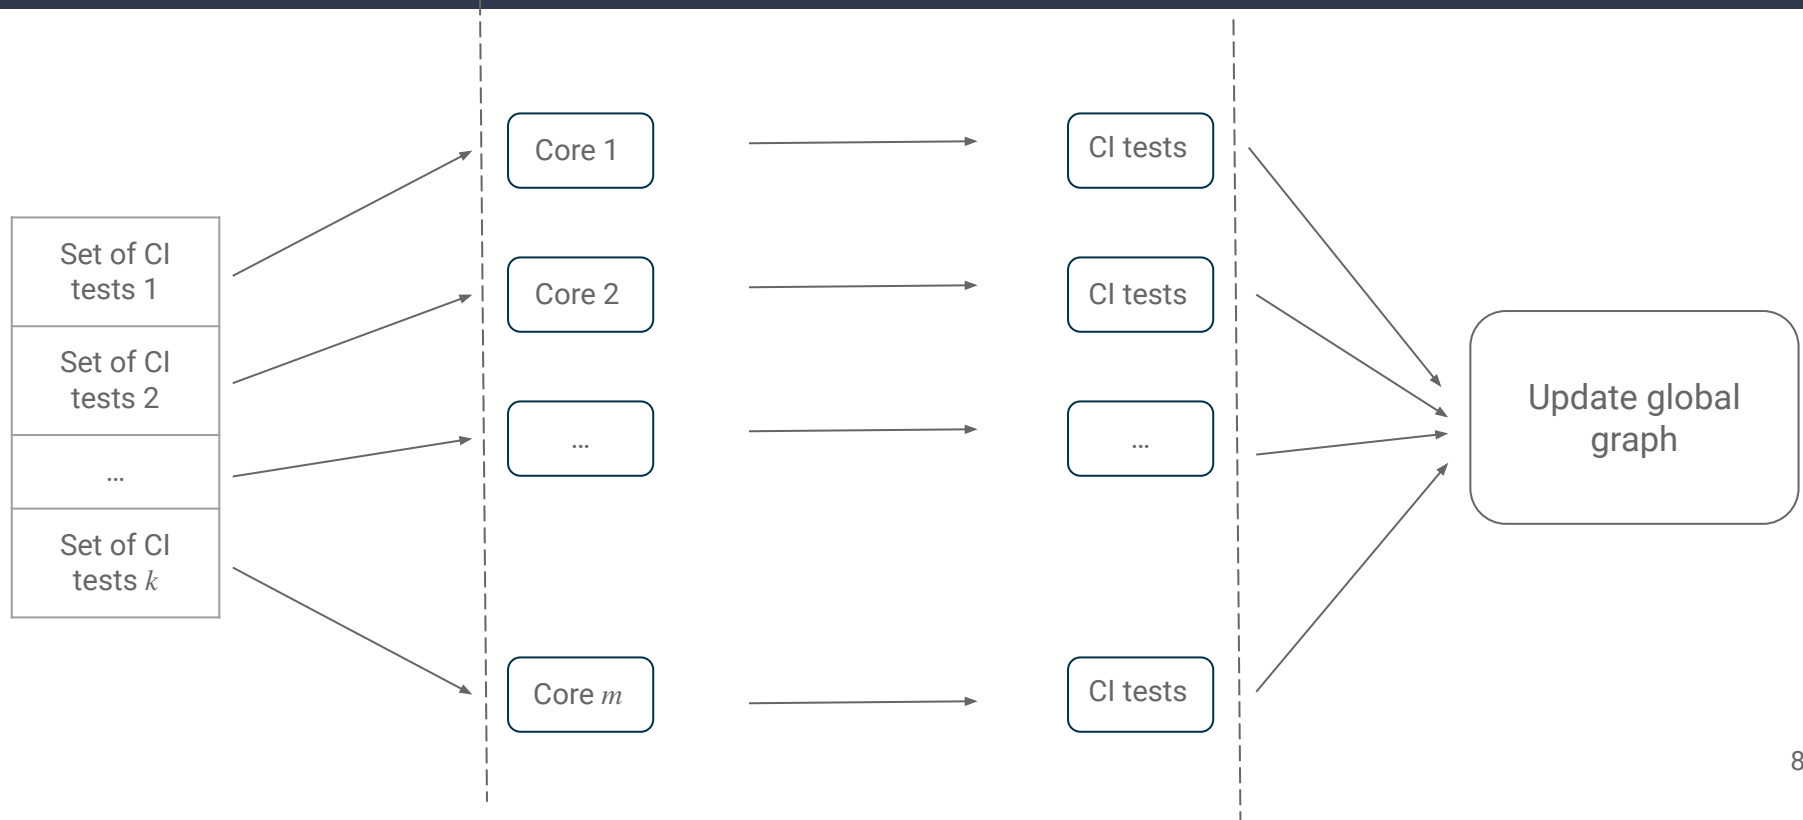 Set of CI
tests 1
Set of CI
tests 2
...
Set of CI
tests k
Core 1
Core 2
...
Core m
CI tests
CI tests
...
CI tests
Update global
graph
8